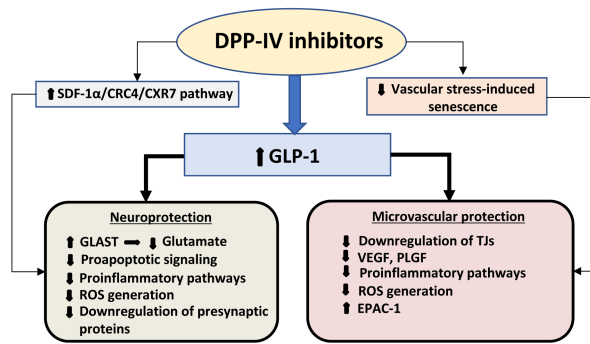 DPP-IV inhibitors
⬆SDF-1α/CRC4/CXR7 pathway
⬇ Vascular stress-induced
senescence
⬆GLP-1
Neuroprotection
⬆ GLAST ➡ ⬇ Glutamate
⬇ Proapoptotic signaling
⬇ Proinflammatory pathways
⬇ ROS generation
⬇ Downregulation of presynaptic
proteins
Microvascular protection
⬇ Downregulation of TJs
⬇ VEGF, PLGF
⬇ Proinflammatory pathways
⬇ ROS generation
⬆ EPAC-1